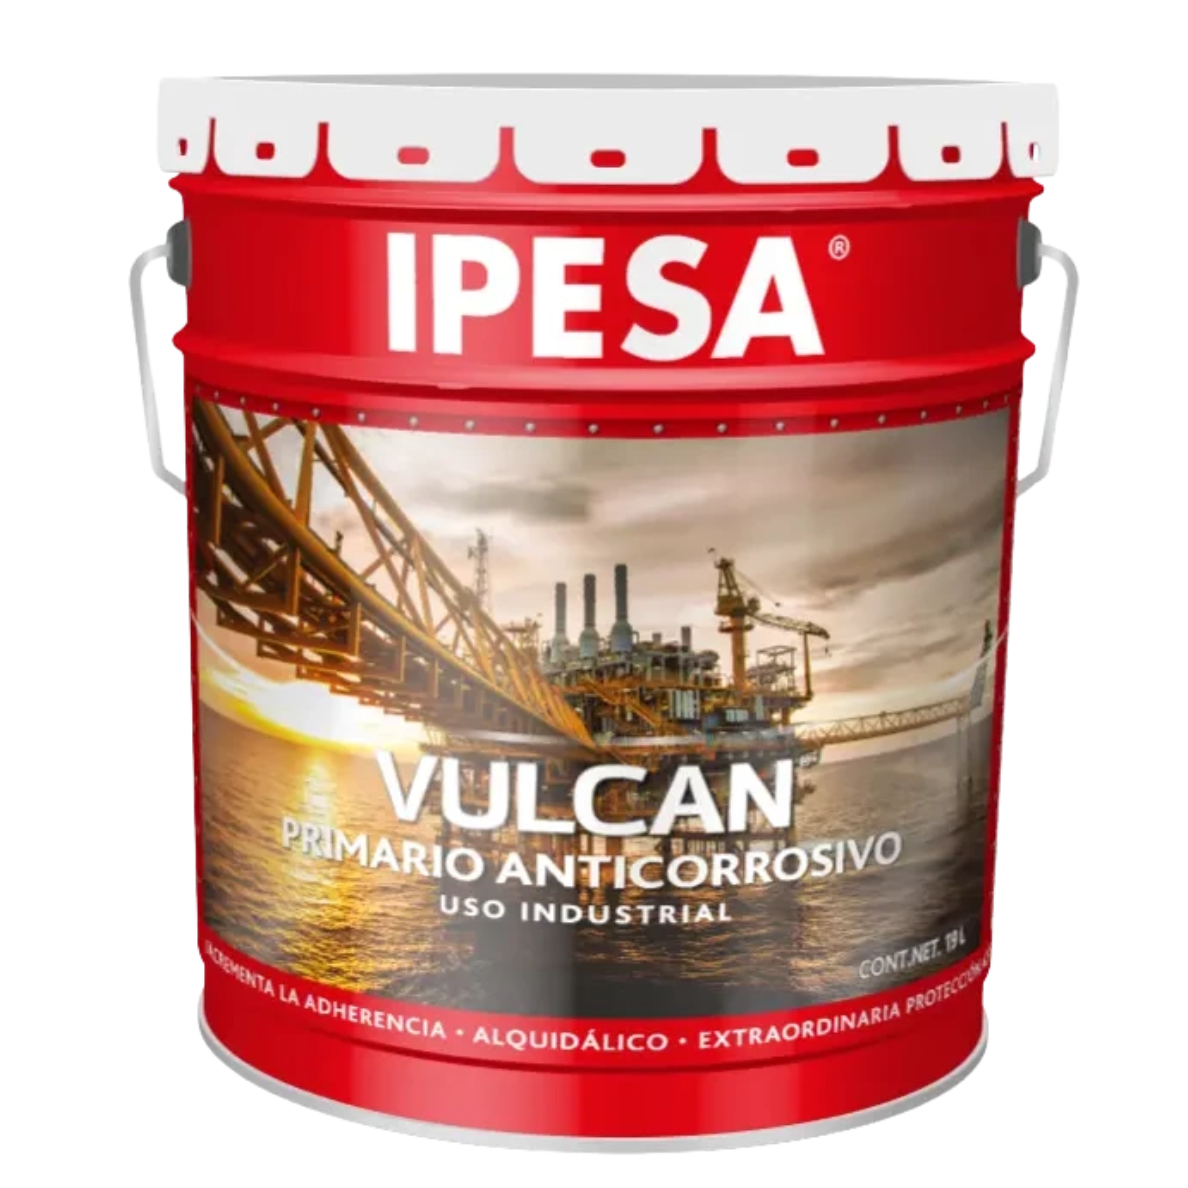 IPESA®
VULCAN
PRIMARIO ANTICORROSIVO
USO INDUSTRIAL
CONT.NET. 19 L
INCREMENTA LA ADHERENCIA • ALQUIDÁLICO • EXTRAORDINARIA PROTECCIÓN